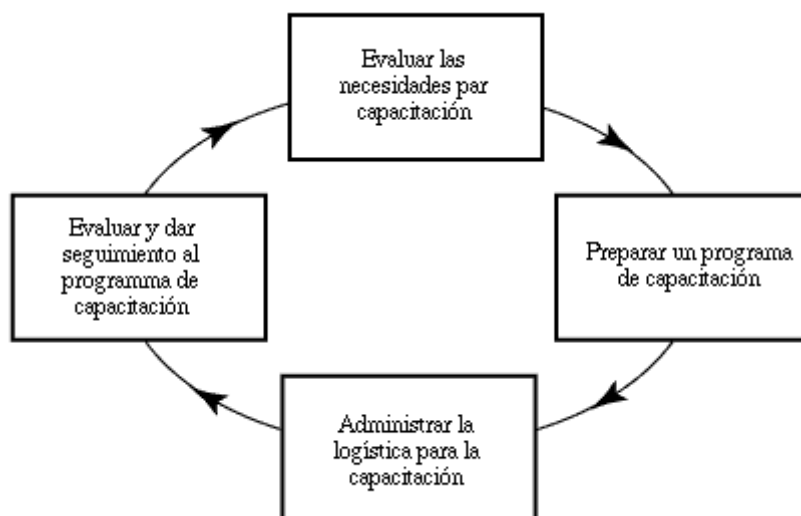 Evaluar las
necesidades par
capacitación
Evaluar y dar
seguimiento al
programma de
capacitación
Preparar un programa
de capacitación
Administrar la
logística para la
capacitación